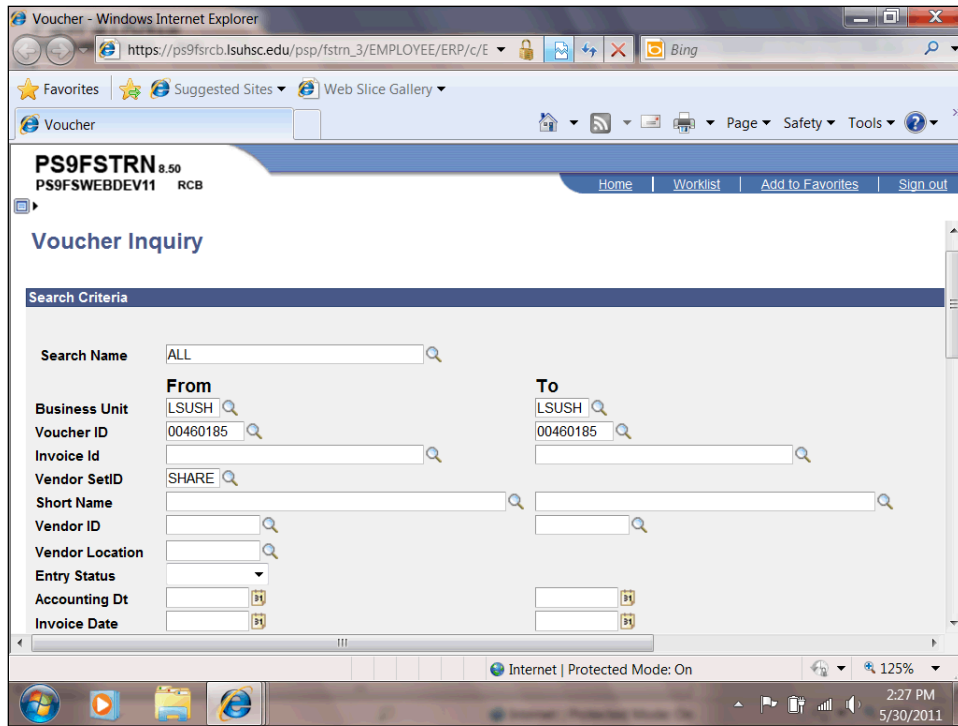 Voucher - Windows Internet Explorer
https://ps9fsrcb.lsuhsc.edu/psp/fstrn_3/EMPLOYEE/ERP/c/E
Bing
Favorites Suggested Sites Web Slice Gallery
Voucher
Page Safety Tools
PS9FSTRN 8.50
PS9FSWEBDEV11 RCB
Home | Worklist | Add to Favorites | Sign out
Voucher Inquiry
Search Criteria
Search Name ALL
From To
Business Unit LSUSH LSUSH
Voucher ID 00460185 00460185
Invoice Id
Vendor SetID SHARE
Short Name
Vendor ID
Vendor Location
Entry Status
Accounting Dt 31 31
Invoice Date 31 31
Internet | Protected Mode: On 125%
2:27 PM
5/30/2011